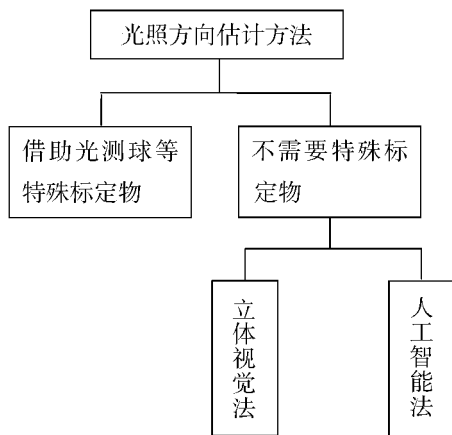 光照方向估计方法
借助光测球等
特殊标定物
不需要特殊标
定物
立体视觉法
人工智能法